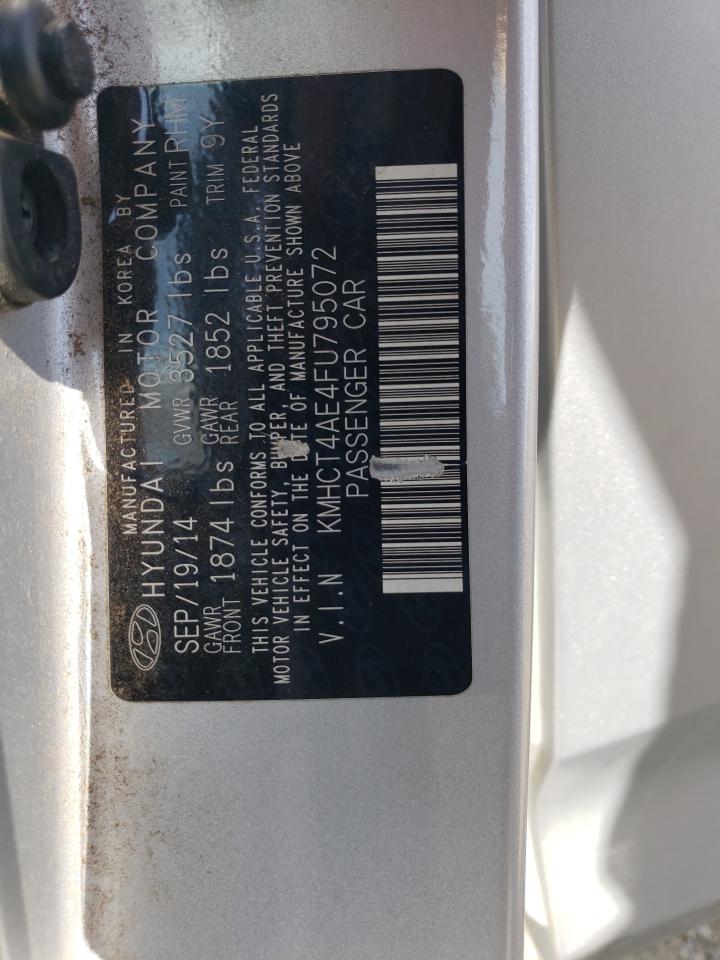 MANUFACTURED IN KOREA BY
HYUNDAI MOTOR COMPANY
SEP/19/14 GVWR 3527 lbs PAINT RHM
GAWR FRONT 1874 lbs GAWR REAR 1852 lbs TRIM 9Y
THIS VEHICLE CONFORMS TO ALL APPLICABLE U.S.A. FEDERAL
MOTOR VEHICLE SAFETY, BUMPER, AND THEFT PREVENTION STANDARDS
IN EFFECT ON THE DATE OF MANUFACTURE SHOWN ABOVE
V.I.N KMHCT4AE4FU795072
PASSENGER CAR